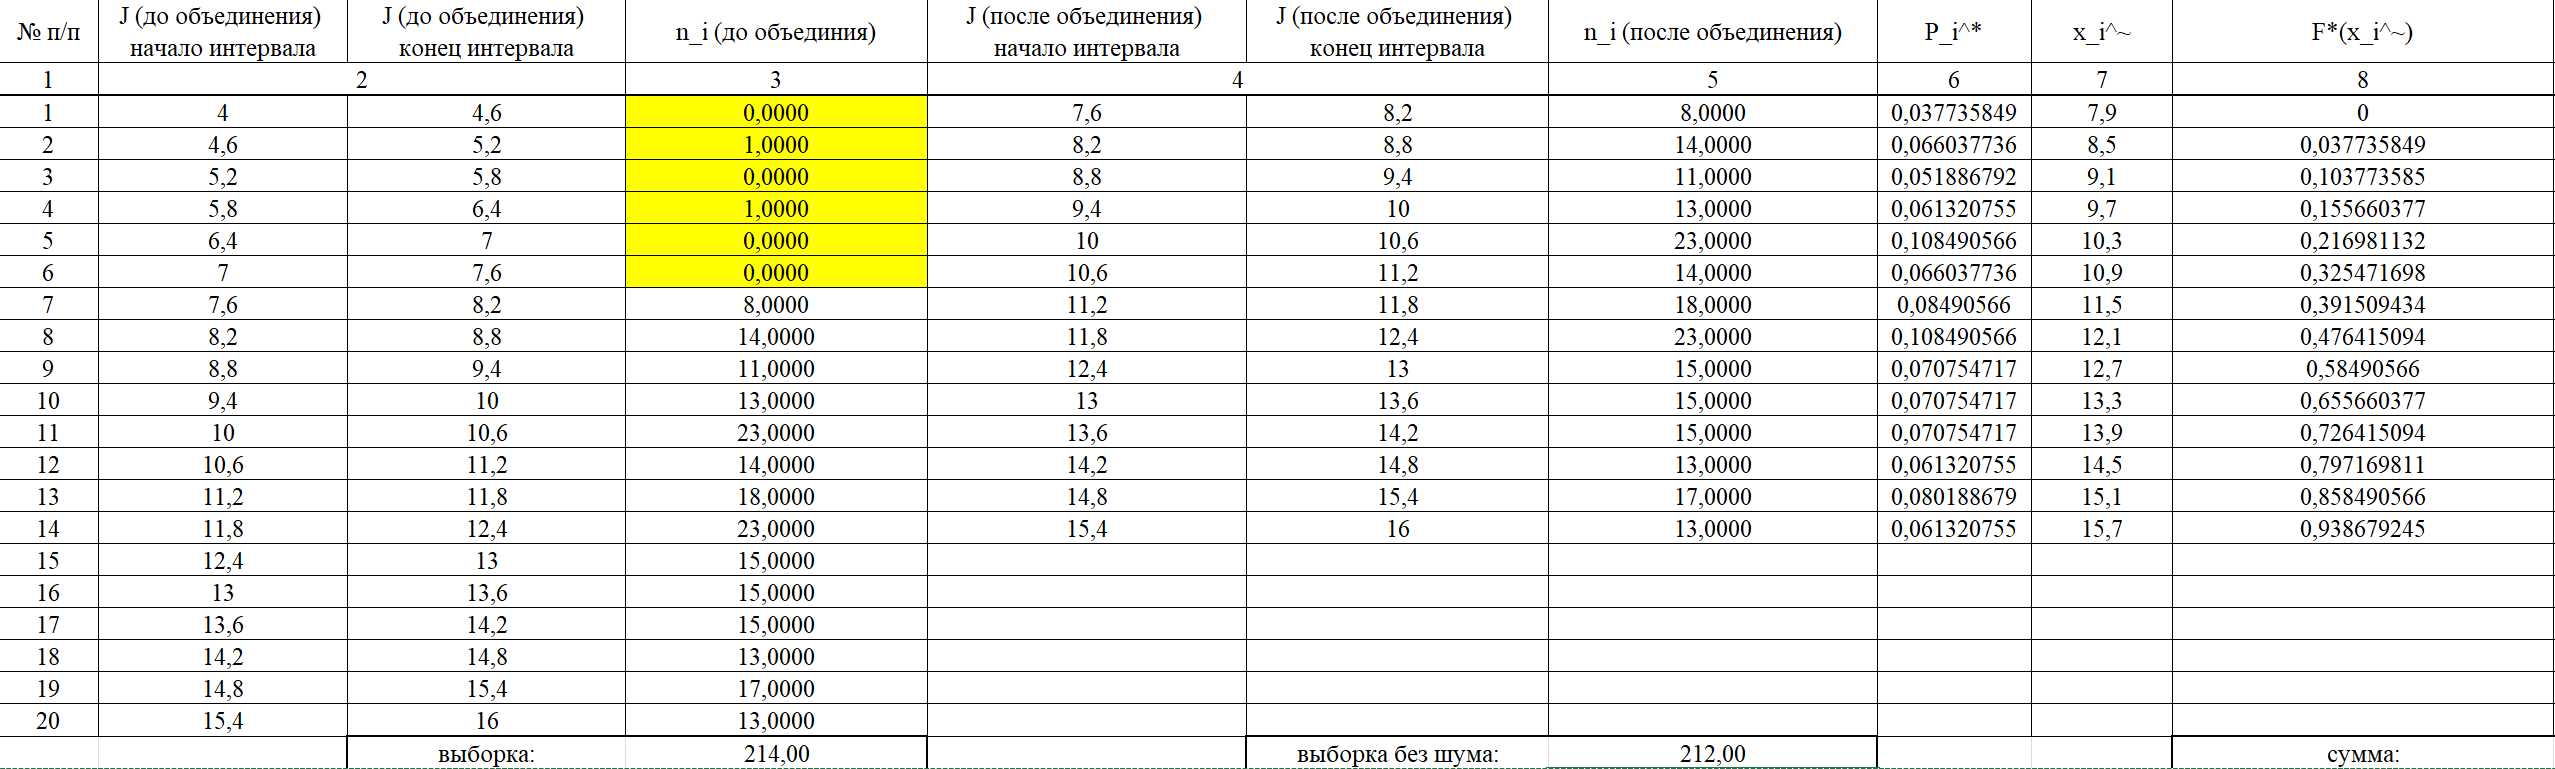 № п/п J (до объединения) начало интервала J (до объединения) конец интервала n_i (до объединия) J (после объединения) начало интервала J (после объединения) конец интервала n_i (после объединения) P_i^* x_i^~ F*(x_i^~)
1 2 3 4 5 6 7 8
1 4 4,6 0,0000 7,6 8,2 8,0000 0,037735849 7,9 0
2 4,6 5,2 1,0000 8,2 8,8 14,0000 0,066037736 8,5 0,037735849
3 5,2 5,8 0,0000 8,8 9,4 11,0000 0,051886792 9,1 0,103773585
4 5,8 6,4 1,0000 9,4 10 13,0000 0,061320755 9,7 0,155660377
5 6,4 7 0,0000 10 10,6 23,0000 0,108490566 10,3 0,216981132
6 7 7,6 0,0000 10,6 11,2 14,0000 0,066037736 10,9 0,325471698
7 7,6 8,2 8,0000 11,2 11,8 18,0000 0,08490566 11,5 0,391509434
8 8,2 8,8 14,0000 11,8 12,4 23,0000 0,108490566 12,1 0,476415094
9 8,8 9,4 11,0000 12,4 13 15,0000 0,070754717 12,7 0,58490566
10 9,4 10 13,0000 13 13,6 15,0000 0,070754717 13,3 0,655660377
11 10 10,6 23,0000 13,6 14,2 15,0000 0,070754717 13,9 0,726415094
12 10,6 11,2 14,0000 14,2 14,8 13,0000 0,061320755 14,5 0,797169811
13 11,2 11,8 18,0000 14,8 15,4 17,0000 0,080188679 15,1 0,858490566
14 11,8 12,4 23,0000 15,4 16 13,0000 0,061320755 15,7 0,938679245
15 12,4 13 15,0000
16 13 13,6 15,0000
17 13,6 14,2 15,0000
18 14,2 14,8 13,0000
19 14,8 15,4 17,0000
20 15,4 16 13,0000
выборка: 214,00 выборка без шума: 212,00 сумма: